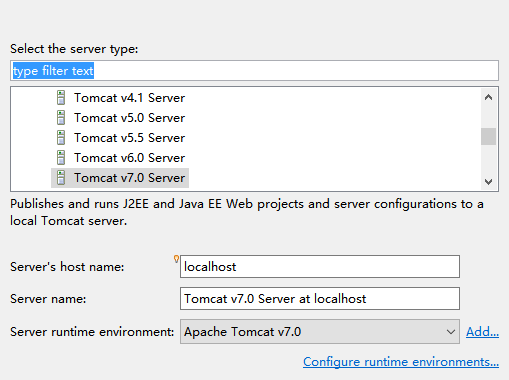 Select the server type:
type filter text
Tomcat v4.1 Server
Tomcat v5.0 Server
Tomcat v5.5 Server
Tomcat v6.0 Server
Tomcat v7.0 Server
Publishes and runs J2EE and Java EE Web projects and server configurations to a
local Tomcat server.
Server's host name: localhost
Server name: Tomcat v7.0 Server at localhost
Server runtime environment: Apache Tomcat v7.0 Add...
Configure runtime environments...